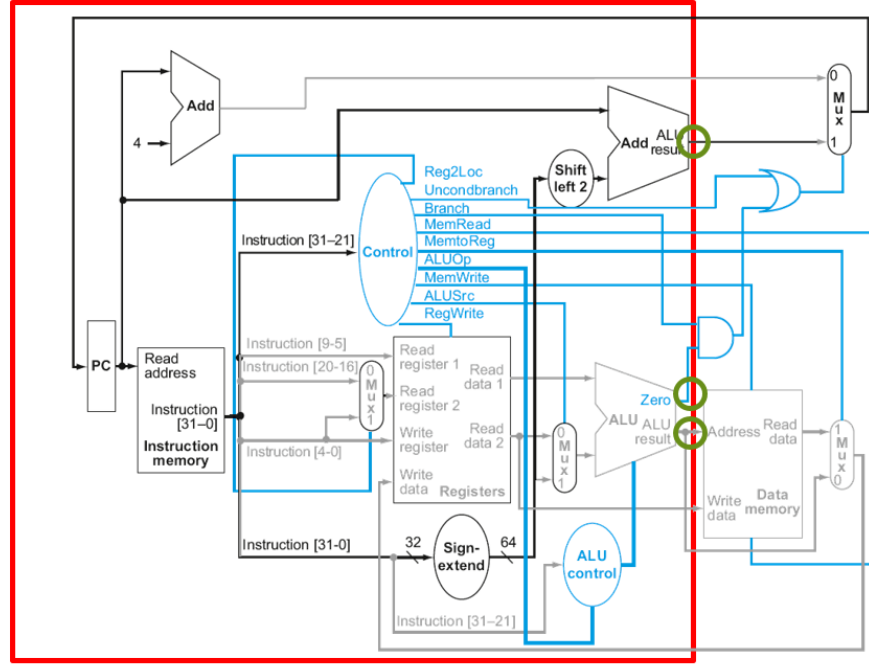 0
M
u
x
1
Add
4
Add
ALU
result
Shift
left 2
Reg2Loc
Uncondbranch
Branch
MemRead
MemtoReg
ALUOp
MemWrite
ALUSrc
RegWrite
Control
Instruction [31–21]
PC
Read
address
Instruction
[31–0]
Instruction
memory
Instruction [9-5]
Instruction [20-16]
Instruction [4-0]
0
M
u
x
1
Read
register 1
Read
register 2
Write
register
Write
data
Read
data 1
Read
data 2
Registers
0
M
u
x
1
Zero
ALU
ALU
result
Address
Read
data
Write
data
Data
memory
1
M
u
x
0
Instruction [31-0]
32
Sign-
extend
64
ALU
control
Instruction [31–21]